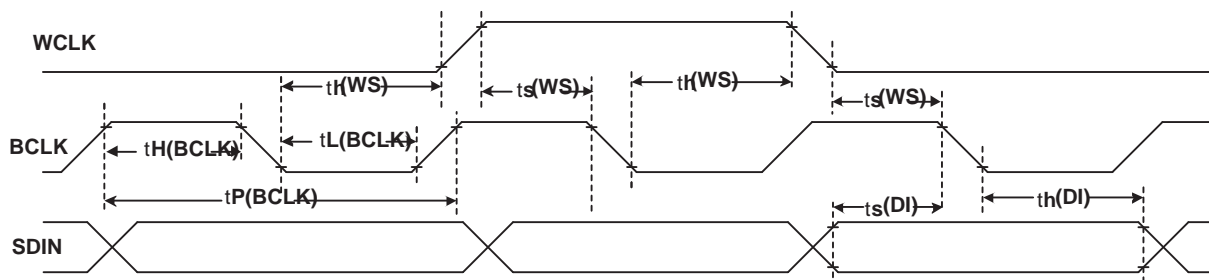 WCLK
th(WS)
ts(WS)
th(WS)
ts(WS)
BCLK
tH(BCLK)
tL(BCLK)
tP(BCLK)
ts(DI)
th(DI)
SDIN